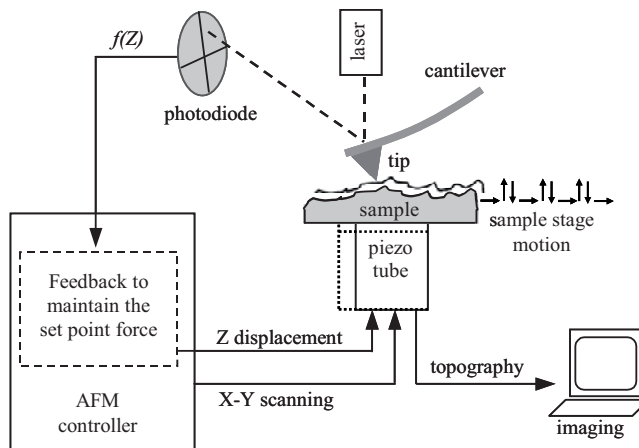 f(Z)
laser
cantilever
photodiode
tip
sample
sample stage
motion
piezo
tube
Feedback to
maintain the
set point force
Z displacement
topography
X-Y scanning
AFM
controller
imaging